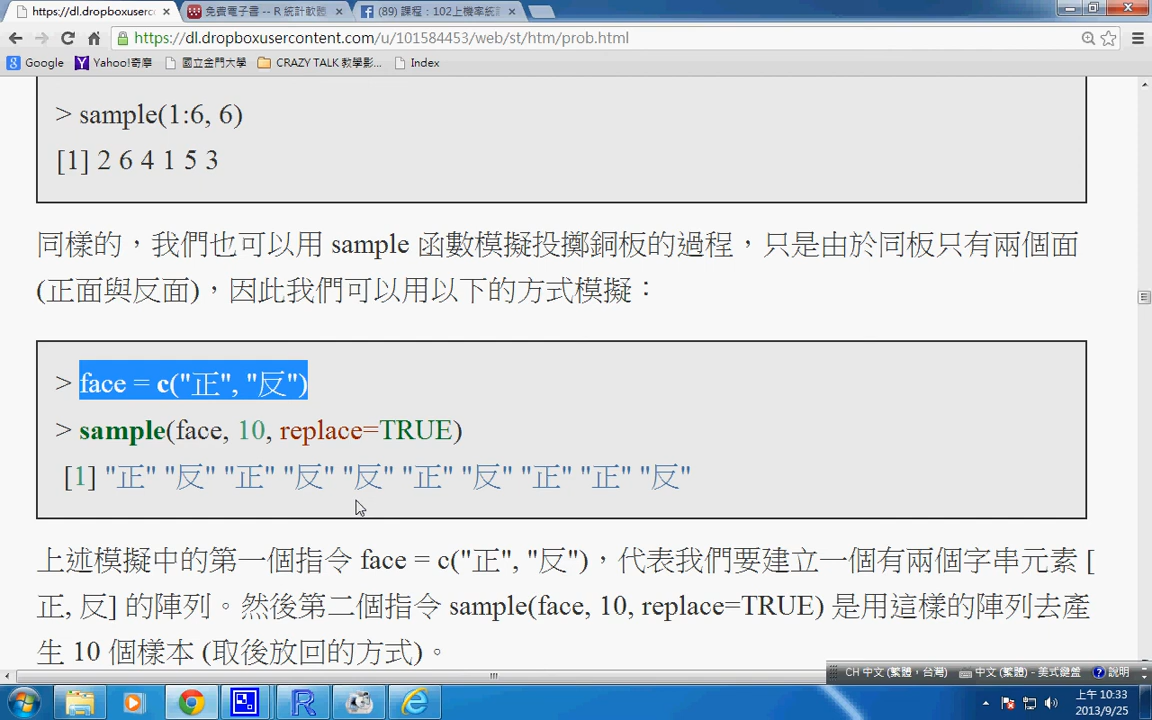 https://dl.dropboxuserco
免費電子書 -- R 統計軟體
(89) 課程：102上機率統
https://dl.dropboxusercontent.com/u/101584453/web/st/htm/prob.html
Google
Yahoo!奇摩
國立金門大學
CRAZY TALK 教學影...
Index
> sample(1:6, 6)
[1] 2 6 4 1 5 3
同樣的，我們也可以用 sample 函數模擬投擲銅板的過程，只是由於同板只有兩個面
(正面與反面)，因此我們可以用以下的方式模擬：
> face = c("正", "反")
> sample(face, 10, replace=TRUE)
[1] "正" "反" "正" "反" "反" "正" "反" "正" "正" "反"
上述模擬中的第一個指令 face = c("正", "反")，代表我們要建立一個有兩個字串元素 [
正, 反] 的陣列。然後第二個指令 sample(face, 10, replace=TRUE) 是用這樣的陣列去產
生 10 個樣本 (取後放回的方式)。
CH 中文 (繁體，台灣)
中文 (繁體) - 美式鍵盤
說明
上午 10:33
2013/9/25